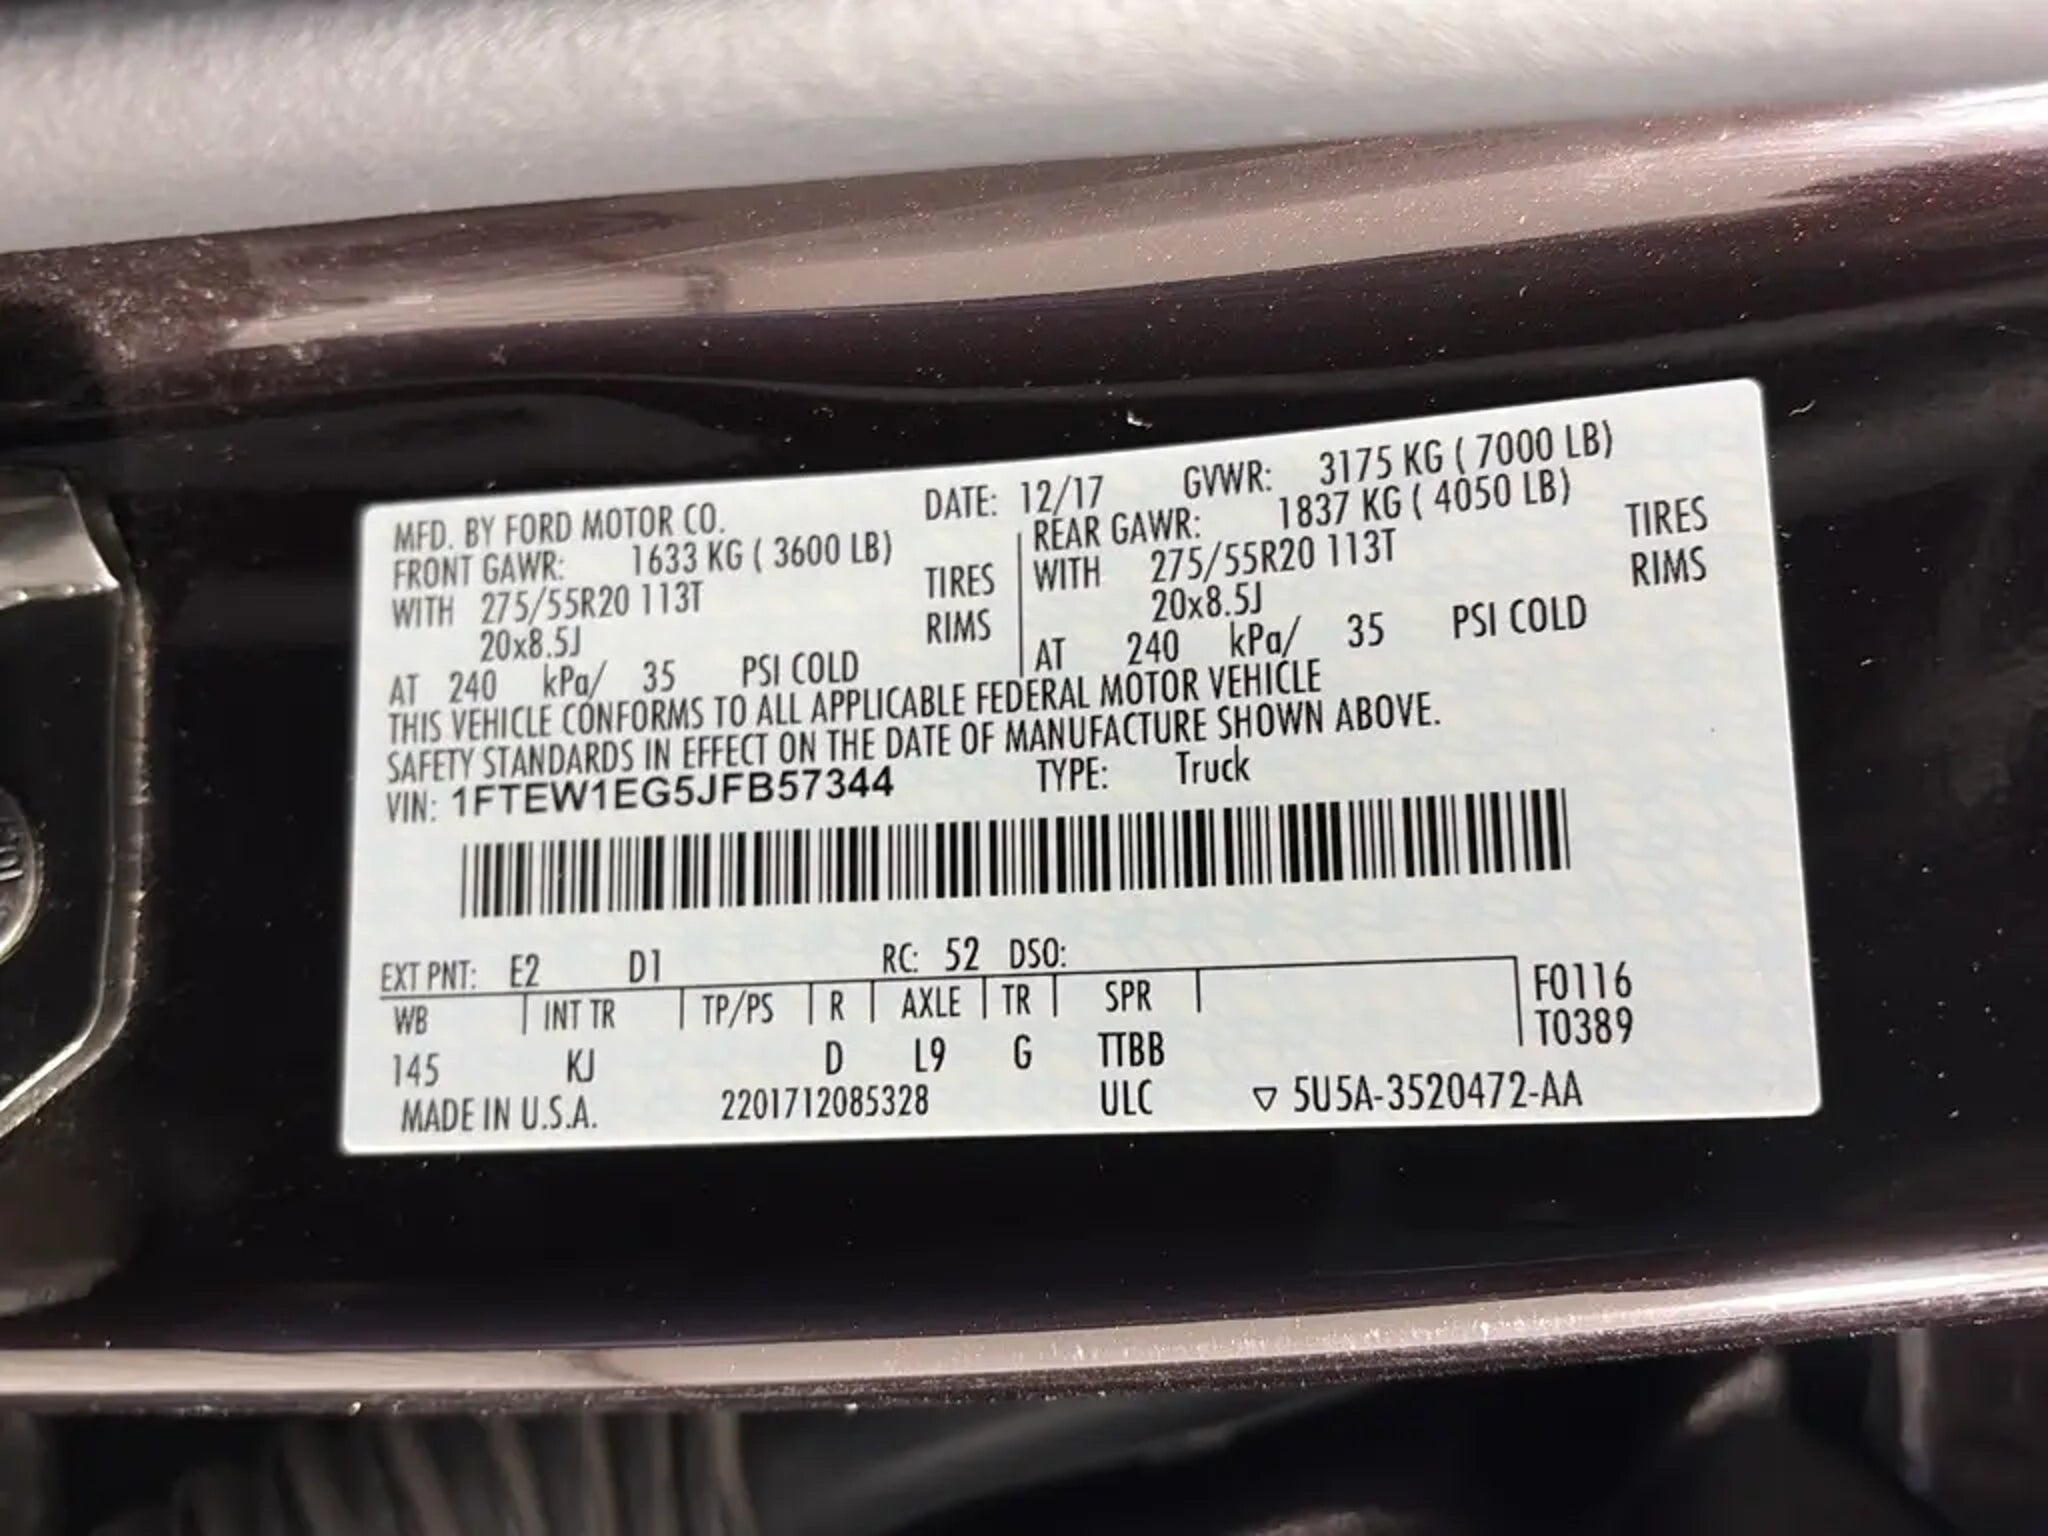 MFD. BY FORD MOTOR CO. DATE: 12/17 GVWR: 3175 KG ( 7000 LB)
FRONT GAWR: 1633 KG ( 3600 LB) REAR GAWR: 1837 KG ( 4050 LB)
WITH 275/55R20 113T TIRES WITH 275/55R20 113T TIRES
20x8.5J RIMS 20x8.5J RIMS
AT 240 kPa/ 35 PSI COLD AT 240 kPa/ 35 PSI COLD
THIS VEHICLE CONFORMS TO ALL APPLICABLE FEDERAL MOTOR VEHICLE
SAFETY STANDARDS IN EFFECT ON THE DATE OF MANUFACTURE SHOWN ABOVE.
VIN: 1FTEW1EG5JFB57344 TYPE: Truck
EXT PNT: E2 D1 RC: 52 DSO:
WB INT TR TP/PS R AXLE TR SPR F0116
T0389
145 KJ D L9 G TTBB
MADE IN U.S.A. 2201712085328 ULC ▽ 5U5A-3520472-AA